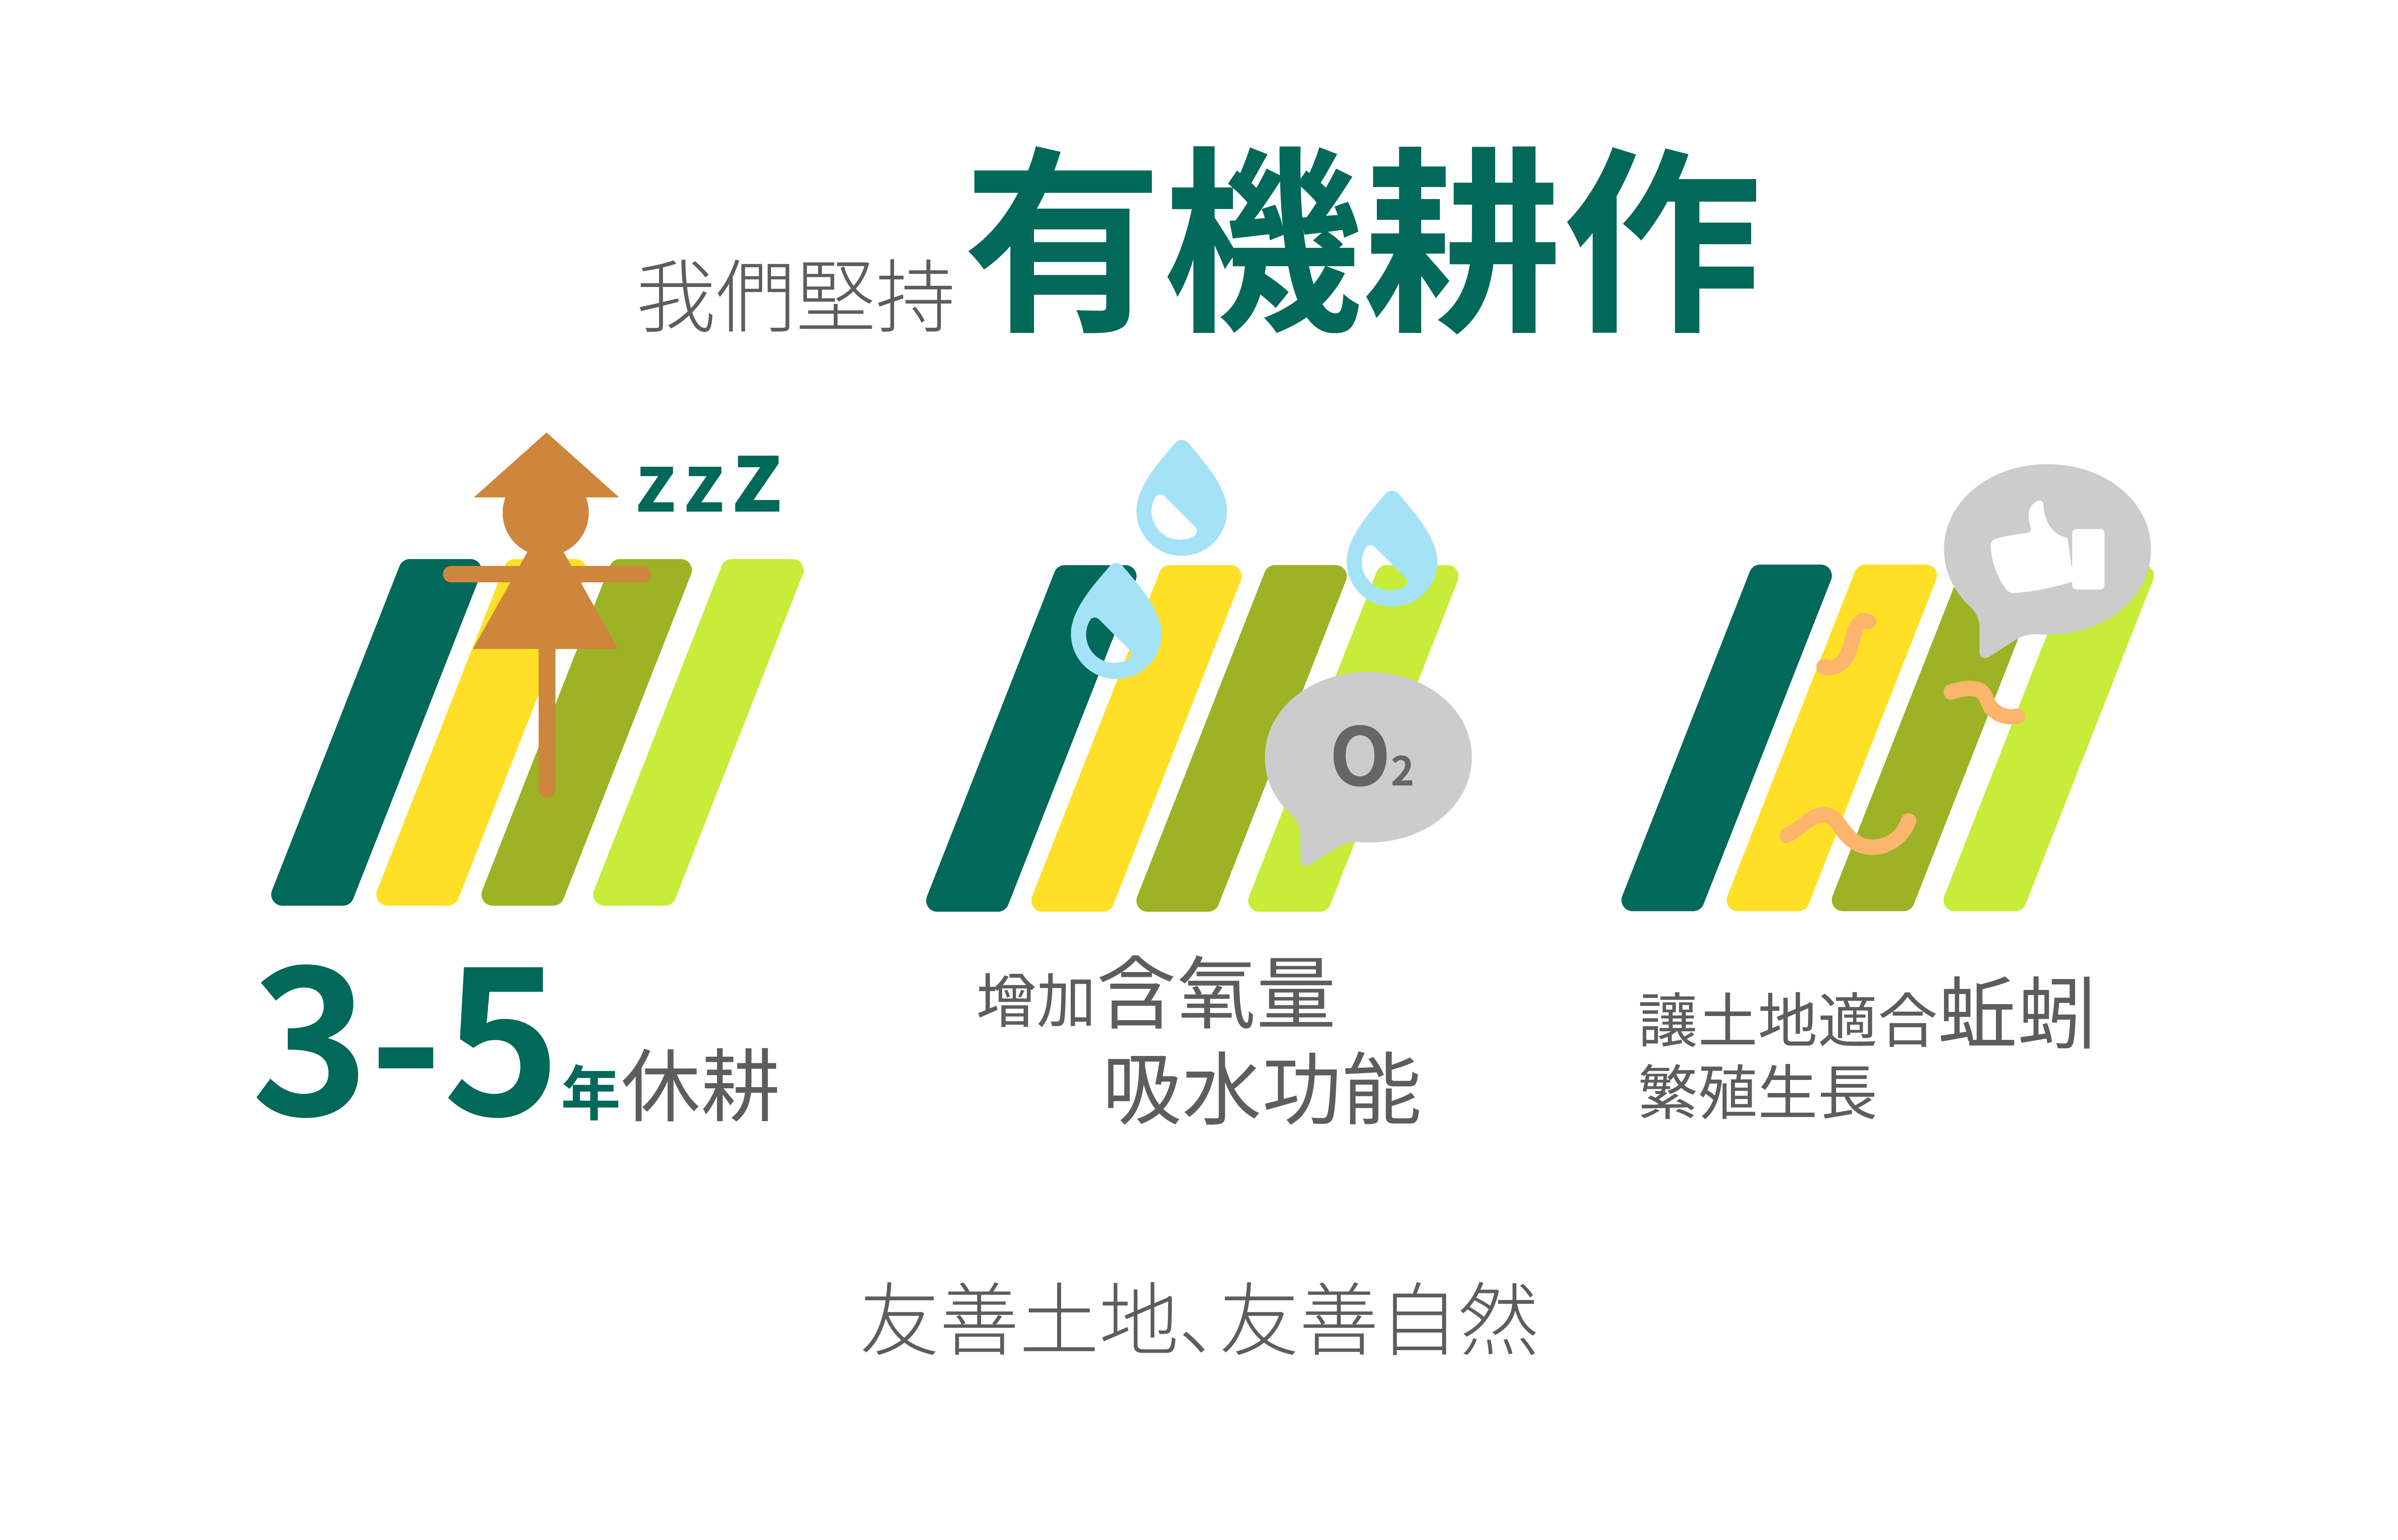 我們堅持有機耕作
zzz
O₂
3-5年休耕
增加含氧量
吸水功能
讓土地適合蚯蚓
繁殖生長
友善土地、友善自然